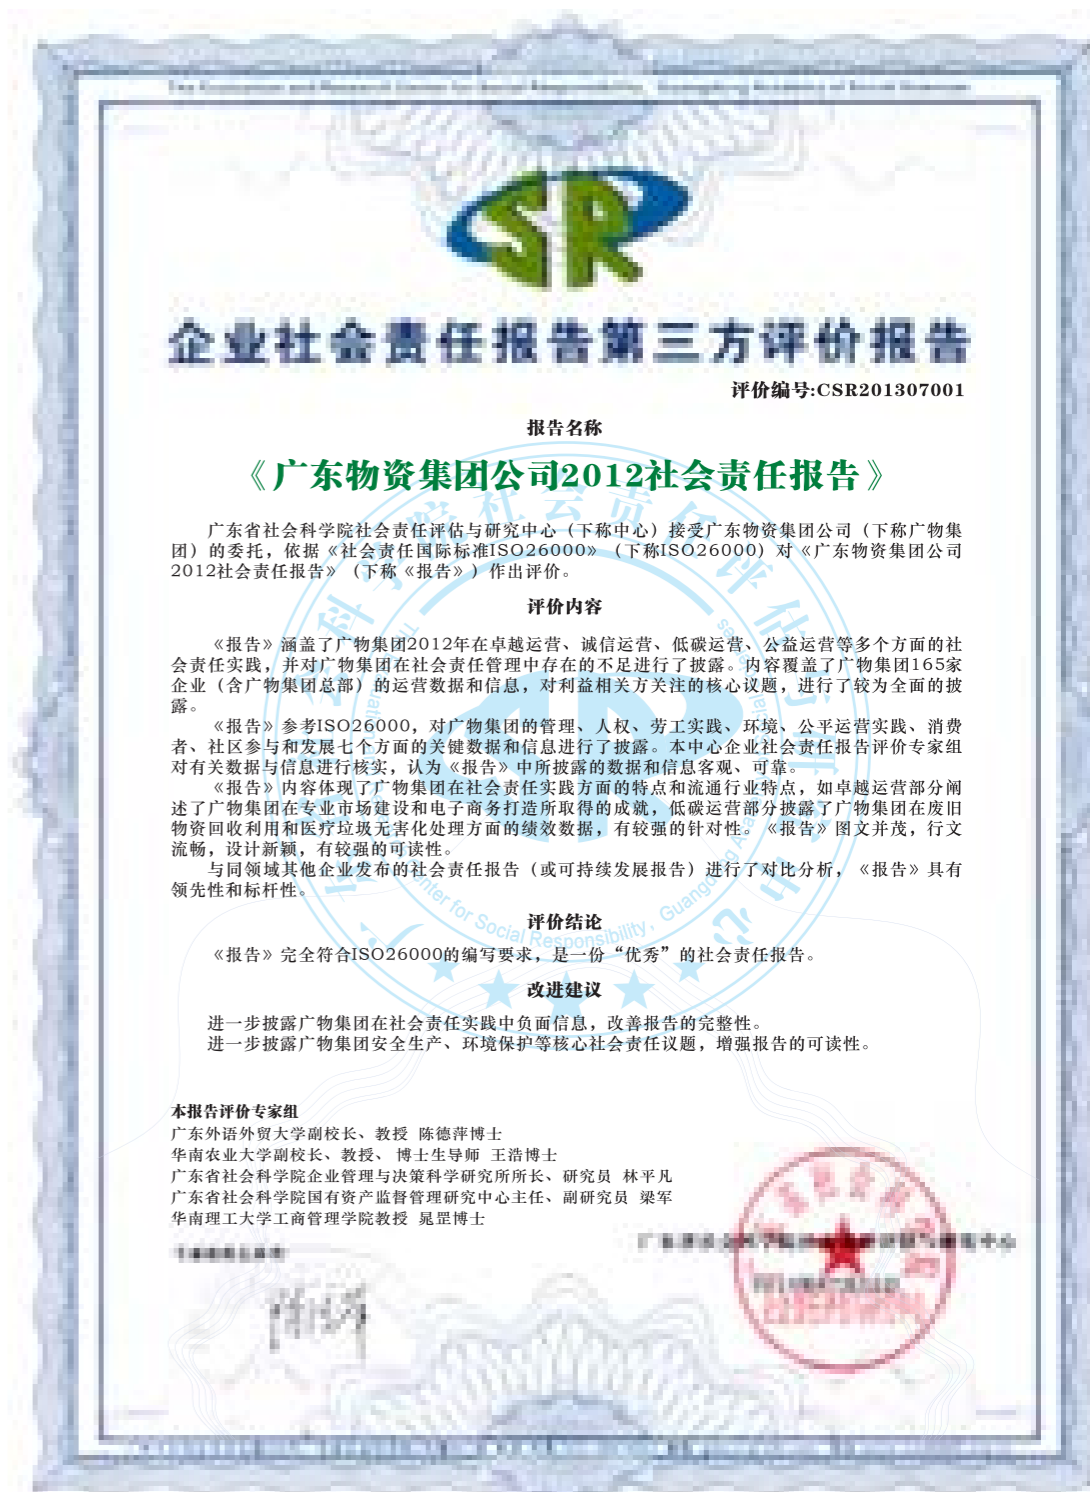 The Evaluation and Research Center for Social Responsibility, Guangdong Academy of Social Sciences
SR
企业社会责任报告第三方评价报告
评价编号:CSR201307001
报告名称
《广东物资集团公司2012社会责任报告》
广东省社会科学院社会责任评估与研究中心（下称中心）接受广东物资集团公司（下称广物集
团）的委托，依据《社会责任国际标准ISO26000》（下称ISO26000）对《广东物资集团公司
2012社会责任报告》（下称《报告》）作出评价。
评价内容
《报告》涵盖了广物集团2012年在卓越运营、诚信运营、低碳运营、公益运营等多个方面的社
会责任实践，并对广物集团在社会责任管理中存在的不足进行了披露。内容覆盖了广物集团165家
企业（含广物集团总部）的运营数据和信息，对利益相关方关注的核心议题，进行了较为全面的披
露。
《报告》参考ISO26000，对广物集团的管理、人权、劳工实践、环境、公平运营实践、消费
者、社区参与和发展七个方面的关键数据和信息进行了披露。本中心企业社会责任报告评价专家组
对有关数据与信息进行核实，认为《报告》中所披露的数据和信息客观、可靠。
《报告》内容体现了广物集团在社会责任实践方面的特点和流通行业特点，如卓越运营部分阐
述了广物集团在专业市场建设和电子商务打造所取得的成就，低碳运营部分披露了广物集团在废旧
物资回收利用和医疗垃圾无害化处理方面的绩效数据，有较强的针对性。《报告》图文并茂，行文
流畅，设计新颖，有较强的可读性。
与同领域其他企业发布的社会责任报告（或可持续发展报告）进行了对比分析，《报告》具有
领先性和标杆性。
评价结论
《报告》完全符合ISO26000的编写要求，是一份“优秀”的社会责任报告。
改进建议
进一步披露广物集团在社会责任实践中负面信息，改善报告的完整性。
进一步披露广物集团安全生产、环境保护等核心社会责任议题，增强报告的可读性。
本报告评价专家组
广东外语外贸大学副校长、教授 陈德萍博士
华南农业大学副校长、教授、 博士生导师 王浩博士
广东省社会科学院企业管理与决策科学研究所所长、研究员 林平凡
广东省社会科学院国有资产监督管理研究中心主任、副研究员 梁军
华南理工大学工商管理学院教授 晁罡博士